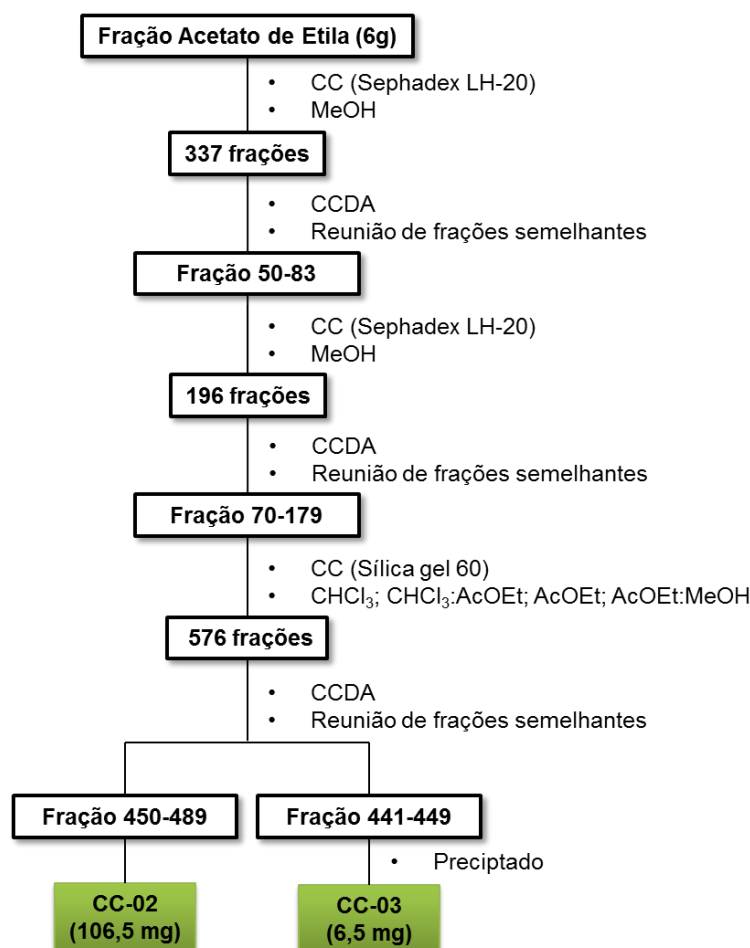 Fração Acetato de Etila (6g)
• CC (Sephadex LH-20)
• MeOH
337 frações
• CCDA
• Reunião de frações semelhantes
Fração 50-83
• CC (Sephadex LH-20)
• MeOH
196 frações
• CCDA
• Reunião de frações semelhantes
Fração 70-179
• CC (Sílica gel 60)
• CHCl₃; CHCl₃:AcOEt; AcOEt; AcOEt:MeOH
576 frações
• CCDA
• Reunião de frações semelhantes
Fração 450-489
Fração 441-449
• Preciptado
CC-02
(106,5 mg)
CC-03
(6,5 mg)